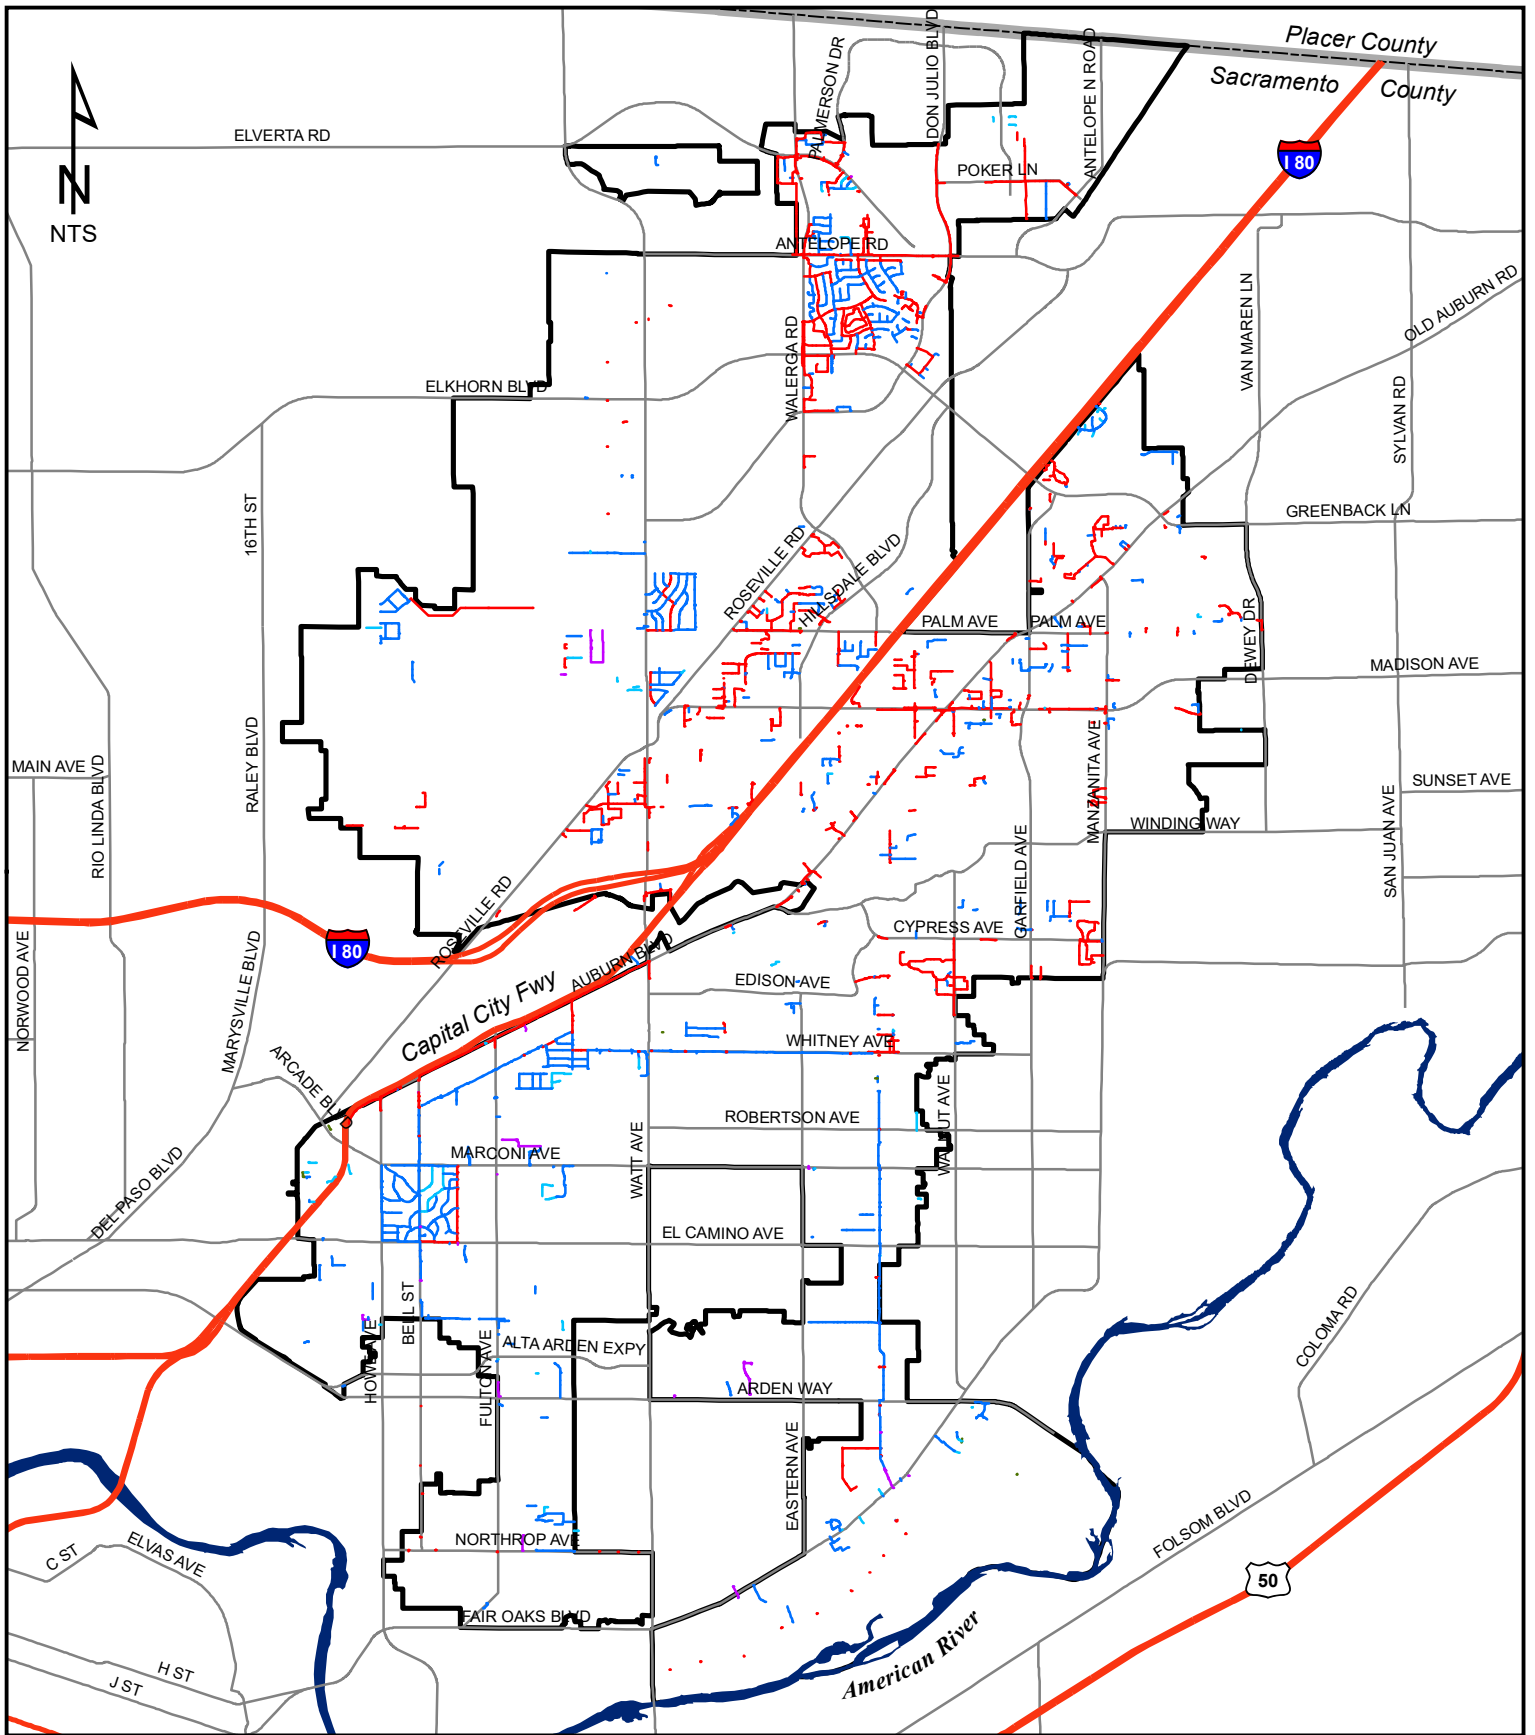 Placer County
Sacramento County
DON JULIO BLVD
PALMERSON DR
ANTELOPE N ROAD
ELVERTA RD
I 80
POKER LN
N
NTS
ANTELOPE RD
VAN MAREN LN
OLD AUBURN RD
WALERGA RD
ELKHORN BLVD
SYLVAN RD
16TH ST
GREENBACK LN
ROSEVILLE RD
HILLSDALE BLVD
PALM AVE
PALM AVE
DEWEY DR
MADISON AVE
RALEY BLVD
MAIN AVE
RIO LINDA BLVD
MANZANITA AVE
SUNSET AVE
SAN JUAN AVE
WINDING WAY
GARFIELD AVE
ROSEVILLE RD
CYPRESS AVE
I 80
NORWOOD AVE
MARYSVILLE BLVD
AUBURN BLVD
EDISON AVE
Capital City Fwy
WHITNEY AVE
ARCADE BLVD
WALNUT AVE
ROBERTSON AVE
MARCONI AVE
WATT AVE
DEL PASO BLVD
EL CAMINO AVE
BELL ST
HOWE AVE
FULTON AVE
ALTA ARDEN EXPY
COLOMA RD
ARDEN WAY
EASTERN AVE
FOLSOM BLVD
NORTHROP AVE
C ST
ELVAS AVE
50
FAIR OAKS BLVD
American River
H ST
J ST